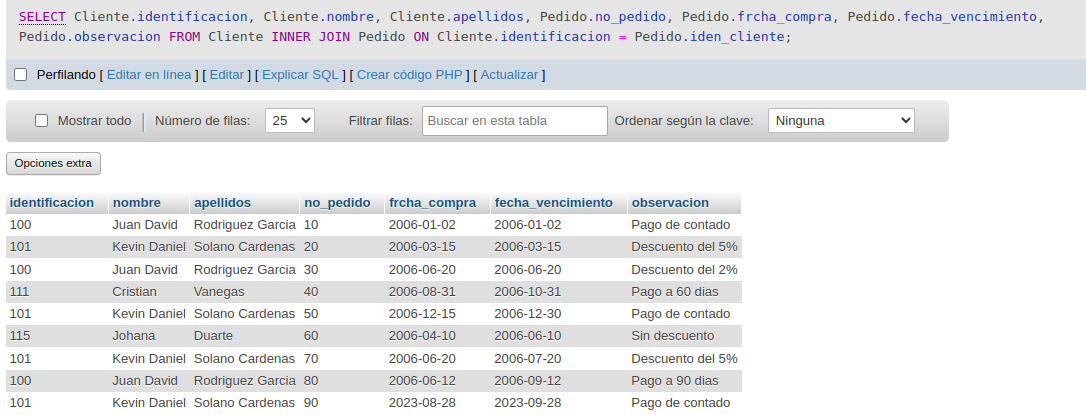 SELECT Cliente.identificacion, Cliente.nombre, Cliente.apellidos, Pedido.no_pedido, Pedido.frcha_compra, Pedido.fecha_vencimiento,
Pedido.observacion FROM Cliente INNER JOIN Pedido ON Cliente.identificacion = Pedido.iden_cliente;
Perfilando [ Editar en línea ] [ Editar ] [ Explicar SQL ] [ Crear código PHP ] [ Actualizar ]
Mostrar todo | Número de filas: 25 Filtrar filas: Buscar en esta tabla Ordenar según la clave: Ninguna
Opciones extra
identificacion nombre apellidos no_pedido frcha_compra fecha_vencimiento observacion
100 Juan David Rodriguez Garcia 10 2006-01-02 2006-01-02 Pago de contado
101 Kevin Daniel Solano Cardenas 20 2006-03-15 2006-03-15 Descuento del 5%
100 Juan David Rodriguez Garcia 30 2006-06-20 2006-06-20 Descuento del 2%
111 Cristian Vanegas 40 2006-08-31 2006-10-31 Pago a 60 dias
101 Kevin Daniel Solano Cardenas 50 2006-12-15 2006-12-30 Pago de contado
115 Johana Duarte 60 2006-04-10 2006-06-10 Sin descuento
101 Kevin Daniel Solano Cardenas 70 2006-06-20 2006-07-20 Descuento del 5%
100 Juan David Rodriguez Garcia 80 2006-06-12 2006-09-12 Pago a 90 dias
101 Kevin Daniel Solano Cardenas 90 2023-08-28 2023-09-28 Pago de contado